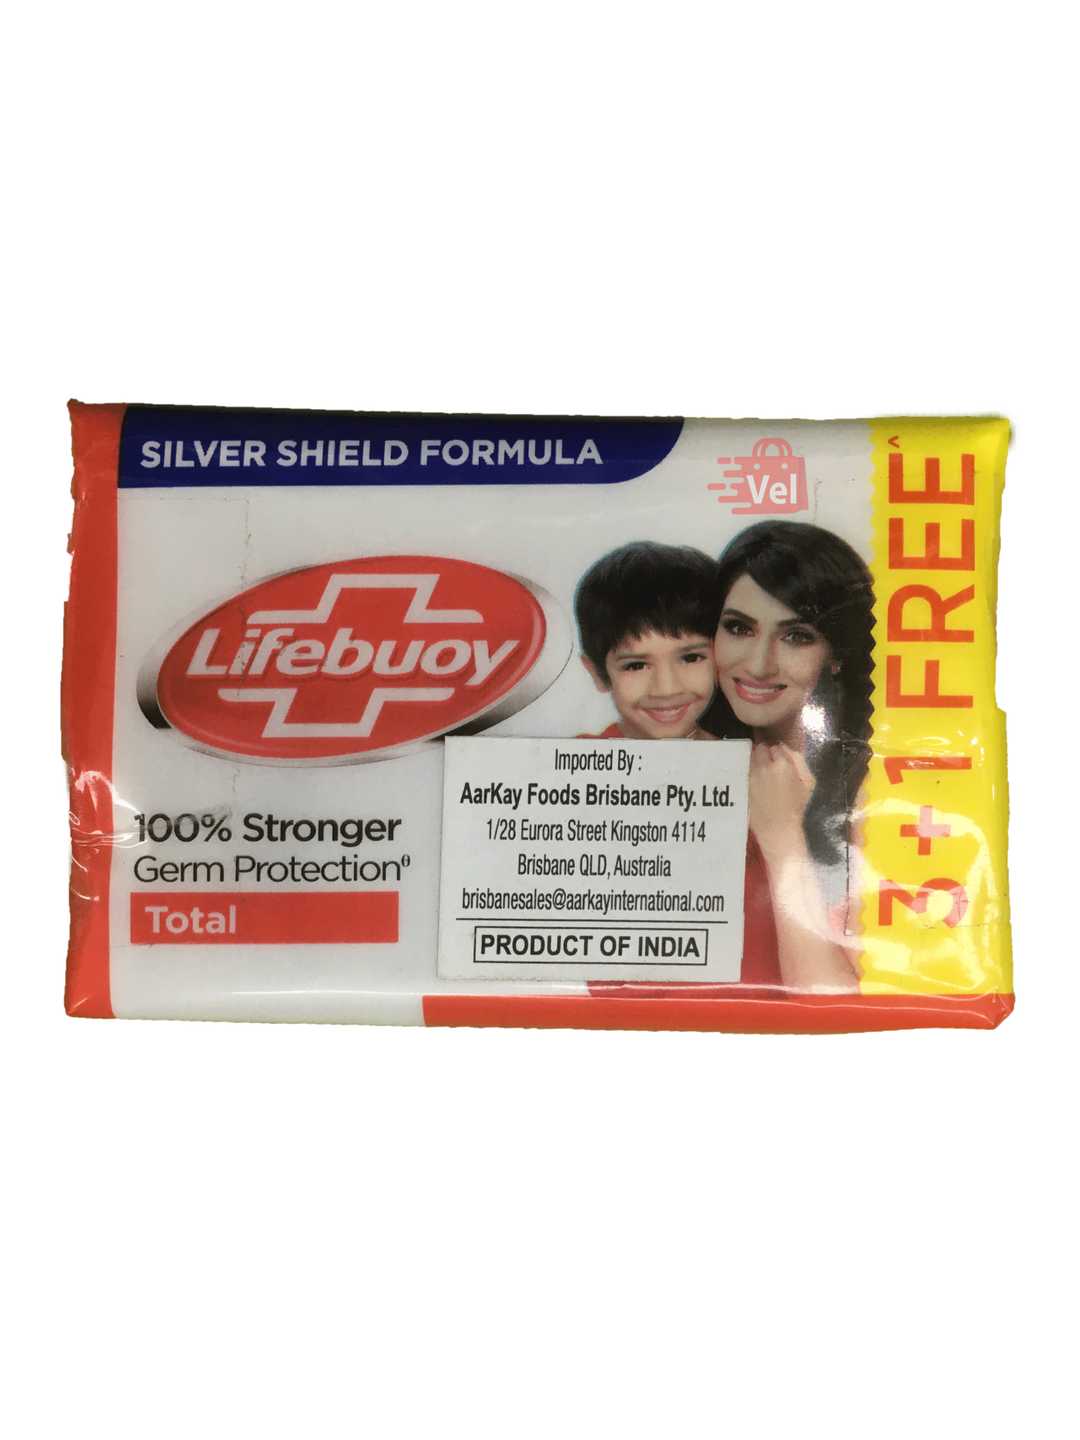 SILVER SHIELD FORMULA
Vel
Lifebuoy
100% Stronger
Germ Protection^θ
Total
Imported By :
AarKay Foods Brisbane Pty. Ltd.
1/28 Eurora Street Kingston 4114
Brisbane QLD, Australia
brisbanesales@aarkayinternational.com
PRODUCT OF INDIA
3+1 FREE^